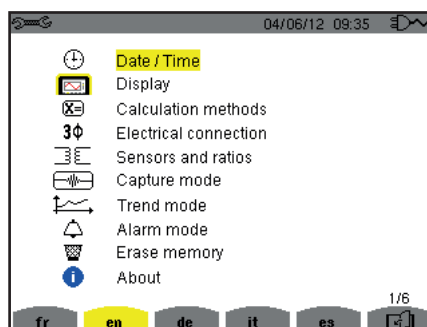 04/06/12 09:35
Date / Time
Display
X= Calculation methods
3Φ Electrical connection
Sensors and ratios
Capture mode
Trend mode
Alarm mode
Erase memory
i About
1/6
fr en de it es